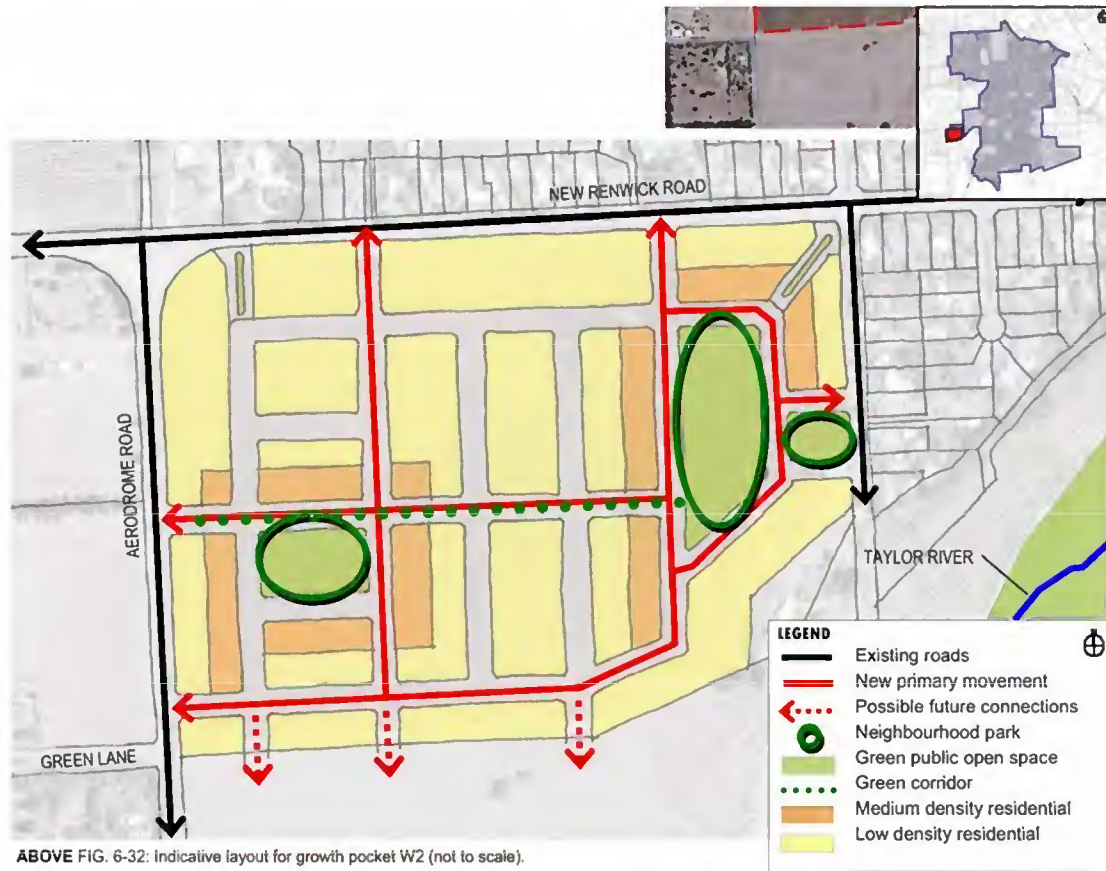 NEW RENWICK ROAD
AERODROME ROAD
TAYLOR RIVER
GREEN LANE
LEGEND
Existing roads
New primary movement
Possible future connections
Neighbourhood park
Green public open space
Green corridor
Medium density residential
Low density residential
ABOVE FIG. 6-32: Indicative layout for growth pocket W2 (not to scale).